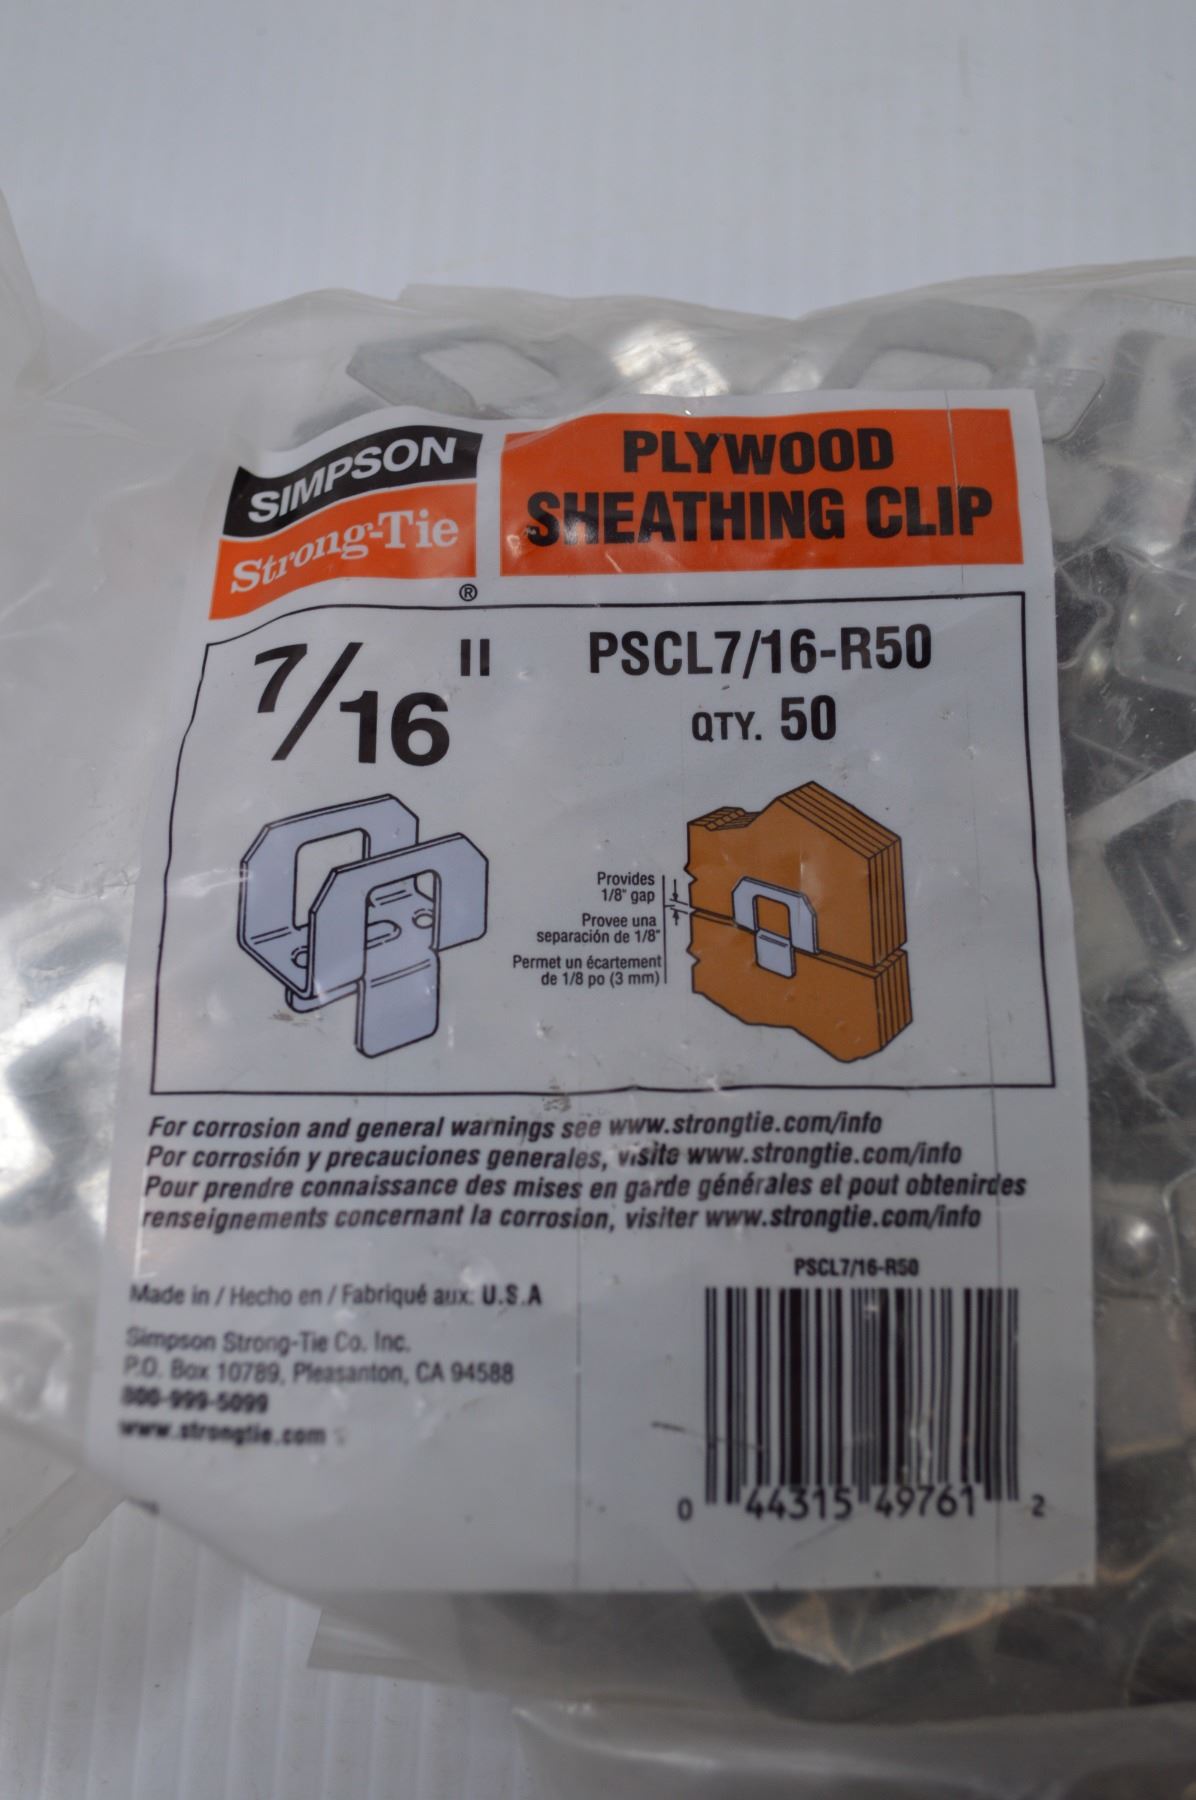 SIMPSON
Strong-Tie
®
PLYWOOD
SHEATHING CLIP
7/16"
PSCL7/16-R50
QTY. 50
Provides
1/8" gap
Provee una
separación de 1/8"
Permet un écartement
de 1/8 po (3 mm)
For corrosion and general warnings see www.strongtie.com/info
Por corrosión y precauciones generales, visite www.strongtie.com/info
Pour prendre connaissance des mises en garde générales et pout obtenirdes
renseignements concernant la corrosion, visiter www.strongtie.com/info
Made in / Hecho en / Fabriqué aux: U.S.A
Simpson Strong-Tie Co. Inc.
P.O. Box 10789, Pleasanton, CA 94588
800-999-5099
www.strongtie.com
PSCL7/16-R50
0 44315 49761 2